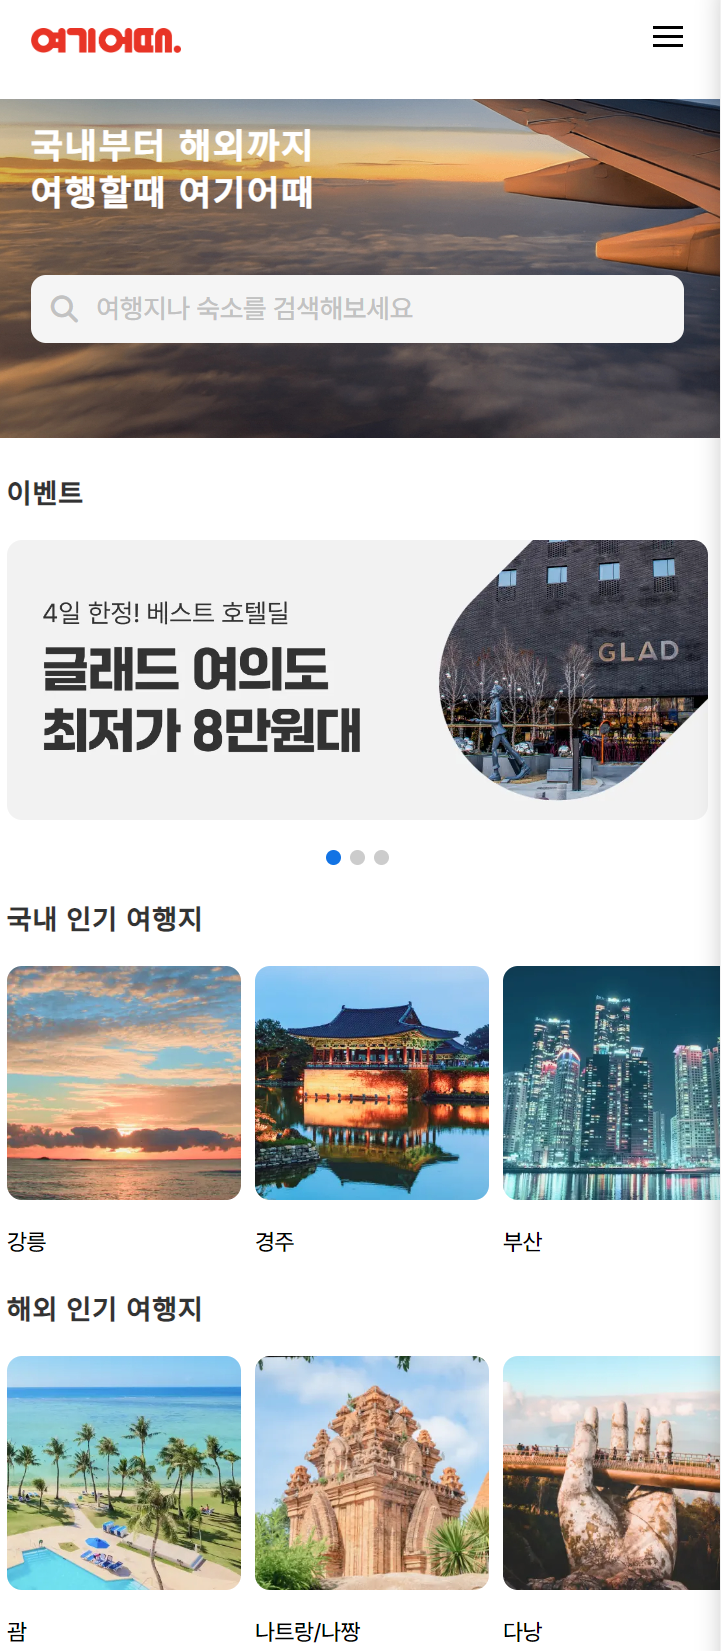 여기어때.
국내부터 해외까지
여행할때 여기어때
여행지나 숙소를 검색해보세요
이벤트
4일 한정! 베스트 호텔딜
글래드 여의도
최저가 8만원대
GLAD
국내 인기 여행지
강릉
경주
부산
해외 인기 여행지
괌
나트랑/나짱
다낭